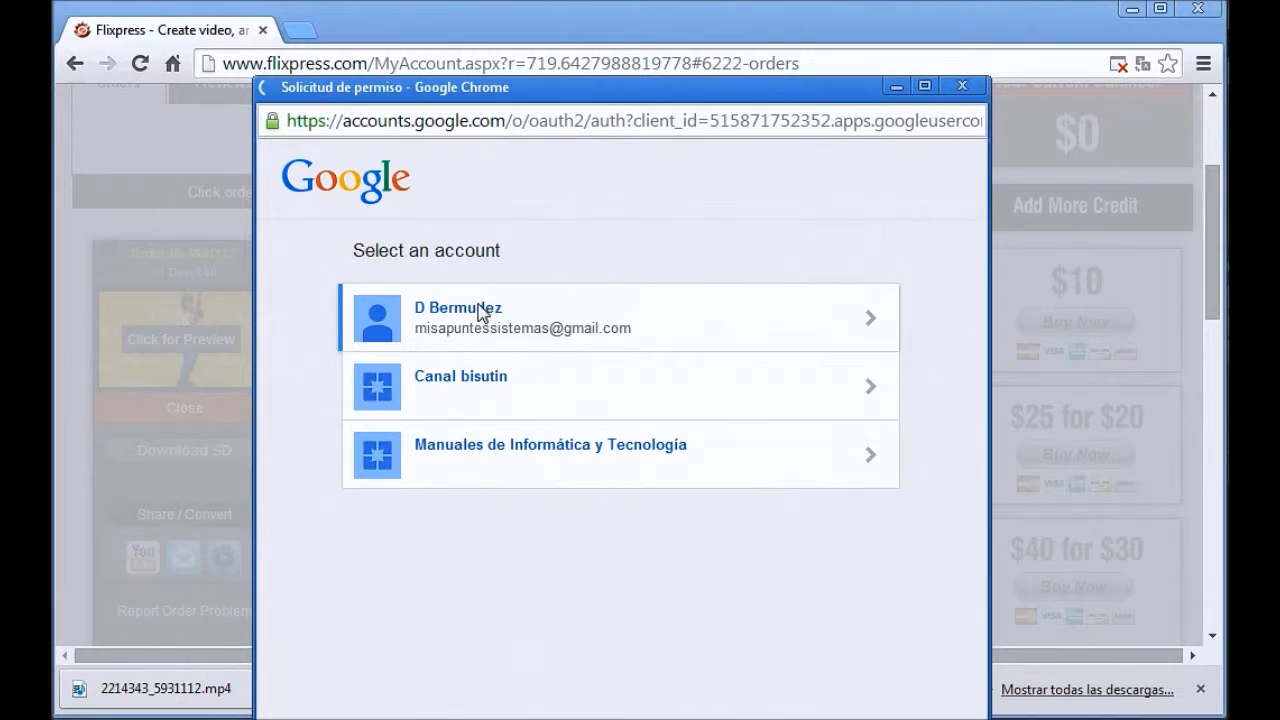 Flixpress - Create video, ar
www.flixpress.com/MyAccount.aspx?r=719.6427988819778#6222-orders
Solicitud de permiso - Google Chrome
https://accounts.google.com/o/oauth2/auth?client_id=515871752352.apps.googleuserco
Google
Select an account
D Bermudez
misapuntessistemas@gmail.com
Canal bisutin
Manuales de Informática y Tecnología
Click orde
Click for Preview
Close
Download SD
Share / Convert
You
Report Order Problem
$0
Add More Credit
$10
Buy Now
$25 for $20
Buy Now
$40 for $30
Buy Now
2214343_5931112.mp4
Mostrar todas las descargas...